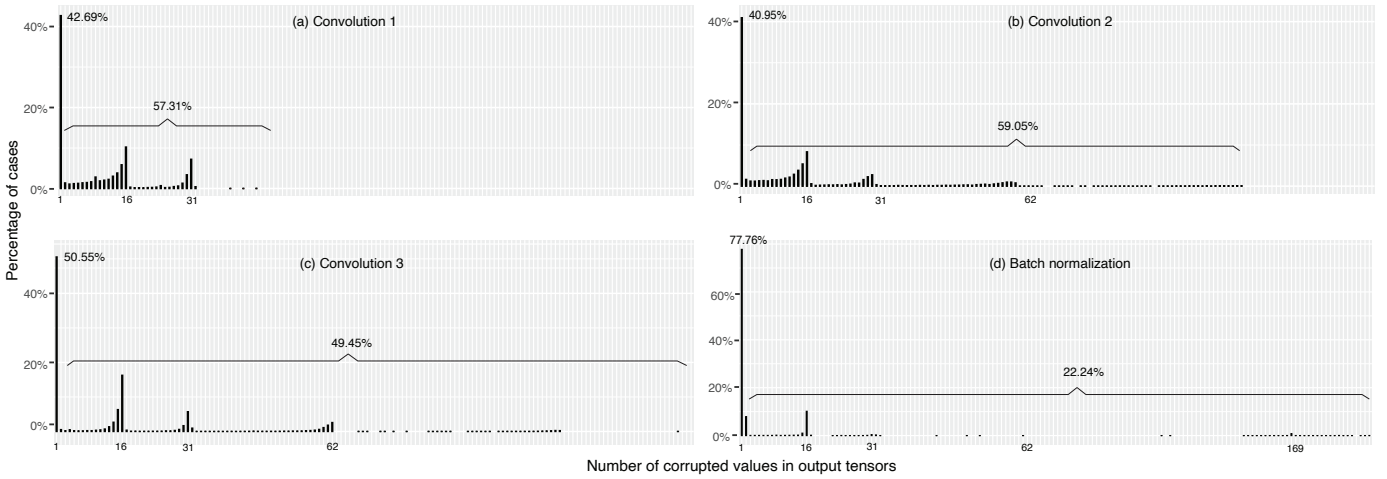 Percentage of cases
(a) Convolution 1
42.69%
57.31%
40%
20%
0%
1 16 31
(b) Convolution 2
40.95%
59.05%
40%
20%
0%
1 16 31 62
(c) Convolution 3
50.55%
49.45%
40%
20%
0%
1 16 31 62
(d) Batch normalization
77.76%
22.24%
60%
40%
20%
0%
1 16 31 62 169
Number of corrupted values in output tensors